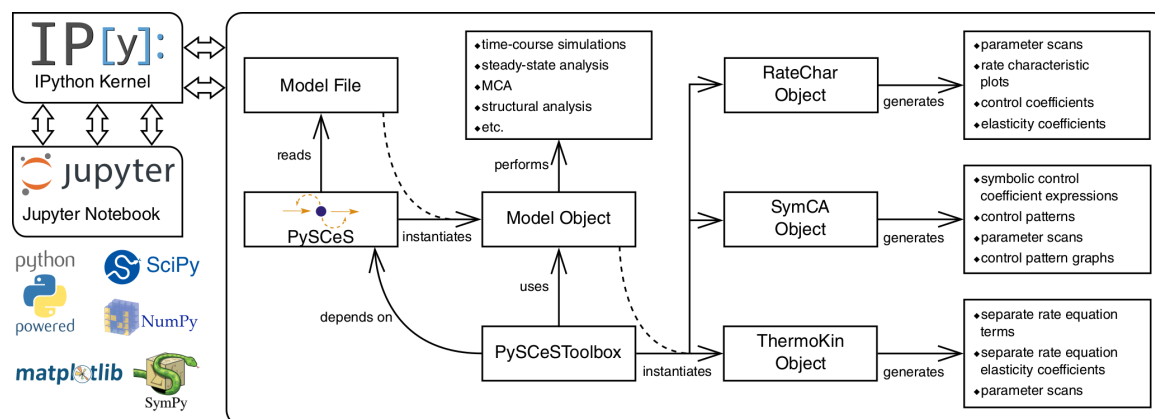 IP[y]:
IPython Kernel
jupyter
Jupyter Notebook
python
powered
SciPy
NumPy
matplotlib
SymPy
Model File
reads
PySCeS
instantiates
depends on
•time-course simulations
•steady-state analysis
•MCA
•structural analysis
•etc.
performs
Model Object
uses
PySCeSToolbox
instantiates
RateChar
Object
generates
•parameter scans
•rate characteristic
plots
•control coefficients
•elasticity coefficients
SymCA
Object
generates
•symbolic control
coefficient expressions
•control patterns
•parameter scans
•control pattern graphs
ThermoKin
Object
generates
•separate rate equation
terms
•separate rate equation
elasticity coefficients
•parameter scans